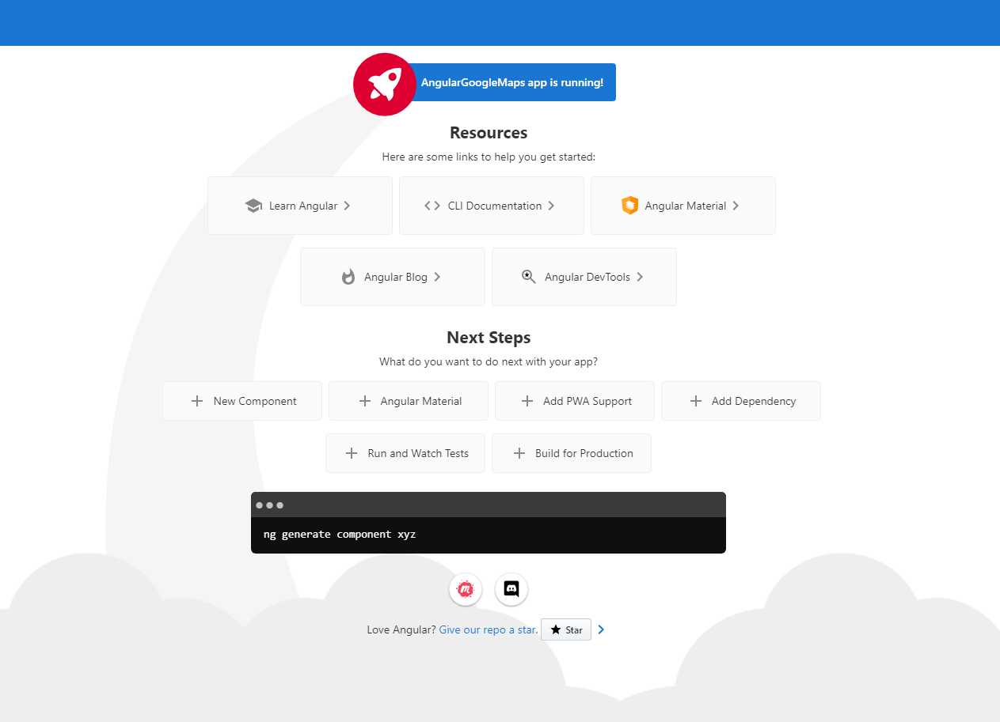 AngularGoogleMaps app is running!
Resources
Here are some links to help you get started:
Learn Angular
CLI Documentation
Angular Material
Angular Blog
Angular DevTools
Next Steps
What do you want to do next with your app?
New Component
Angular Material
Add PWA Support
Add Dependency
Run and Watch Tests
Build for Production
ng generate component xyz
m
Love Angular? Give our repo a star. Star